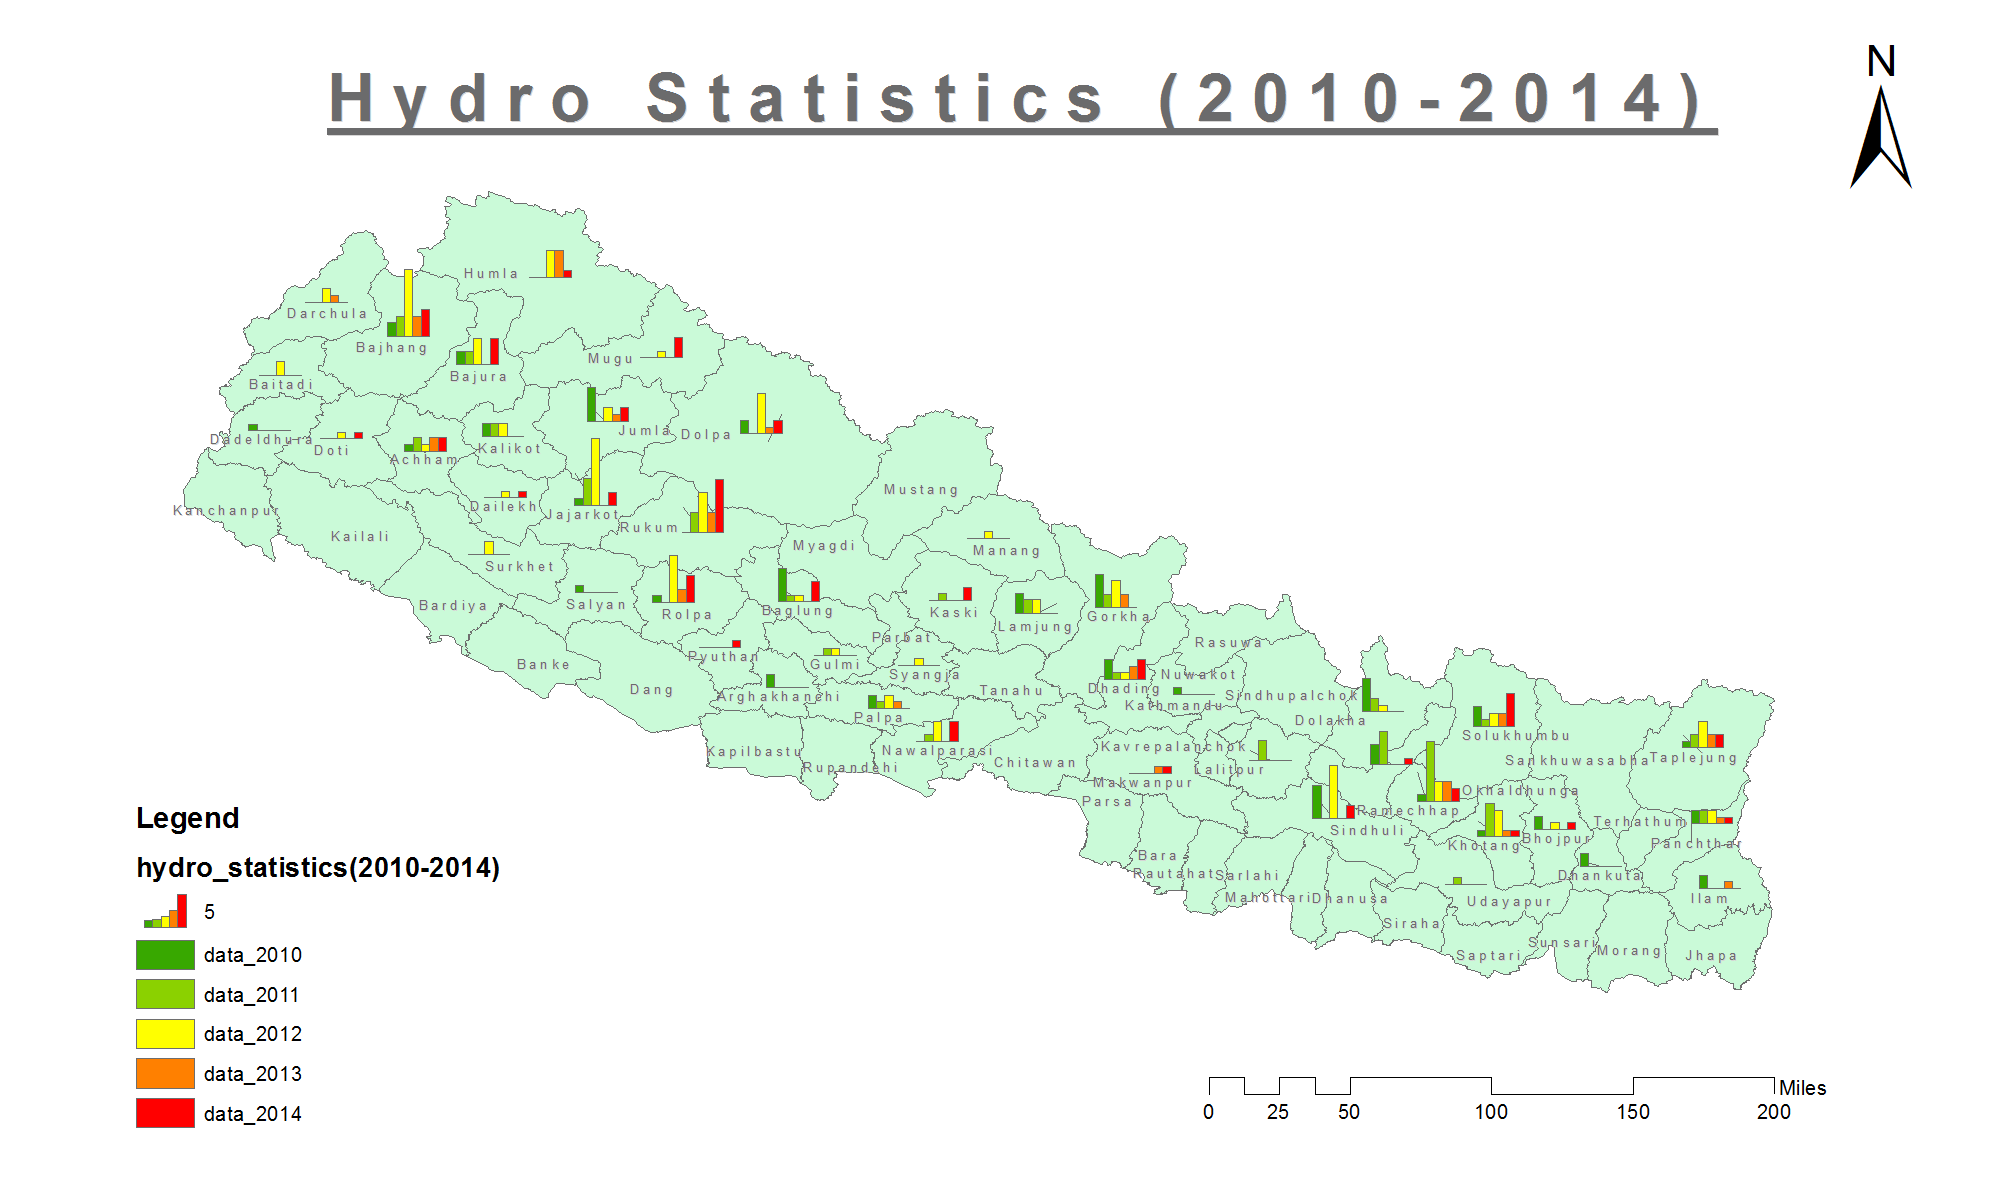 Hydro Statistics (2010-2014)
N
Humla
Darchula
Bajhang
Mugu
Bajura
Baitadi
Jumla
Dolpa
Dadeldhura
Doti
Kalikot
Achham
Mustang
Dailekh
Kanchanpur
Jajarkot
Rukum
Kailali
Myagdi
Manang
Surkhet
Bardiya
Salyan
Rolpa
Baglung
Kaski
Lamjung
Gorkha
Parbat
Rasuwa
Pyuthan
Banke
Gulmi
Syangja
Nuwakot
Dang
Arghakhanchi
Tanahu
Dhading
Sindhupalchok
Kathmandu
Palpa
Dolakha
Solukhumbu
Kapilbastu
Nawalparasi
Kavrepalanchok
Rupandehi
Chitawan
Lalitpur
Sankhuwasabha
Taplejung
Makwanpur
Parsa
Okhaldhunga
Ramechhap
Terhathum
Sindhuli
Bhojpur
Khotang
Panchthar
Bara
Rautahat
Sarlahi
Dhankuta
Mahottari
Dhanusa
Udayapur
Ilam
Siraha
Sunsari
Saptari
Morang
Jhapa
Legend
hydro_statistics(2010-2014)
5
data_2010
data_2011
data_2012
data_2013
data_2014
Miles
0 25 50 100 150 200